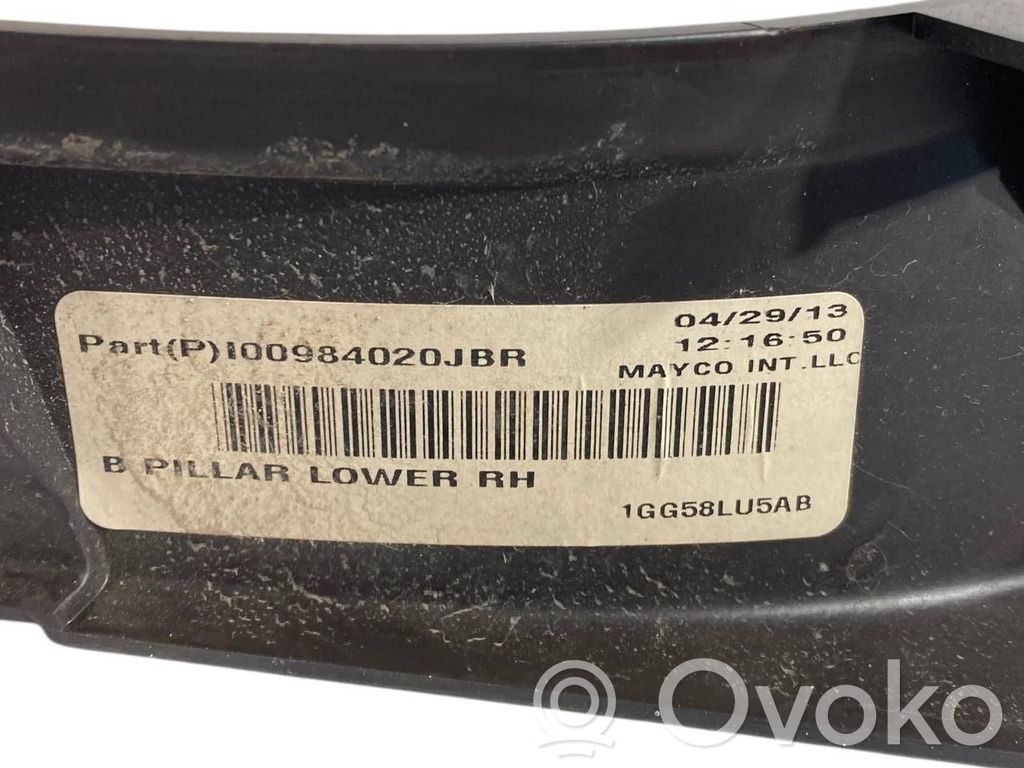 04/29/13
Part(P)I00984020JBR 12:16:50
MAYCO INT.LLC
B PILLAR LOWER RH
1GG58LU5AB
Ovoko